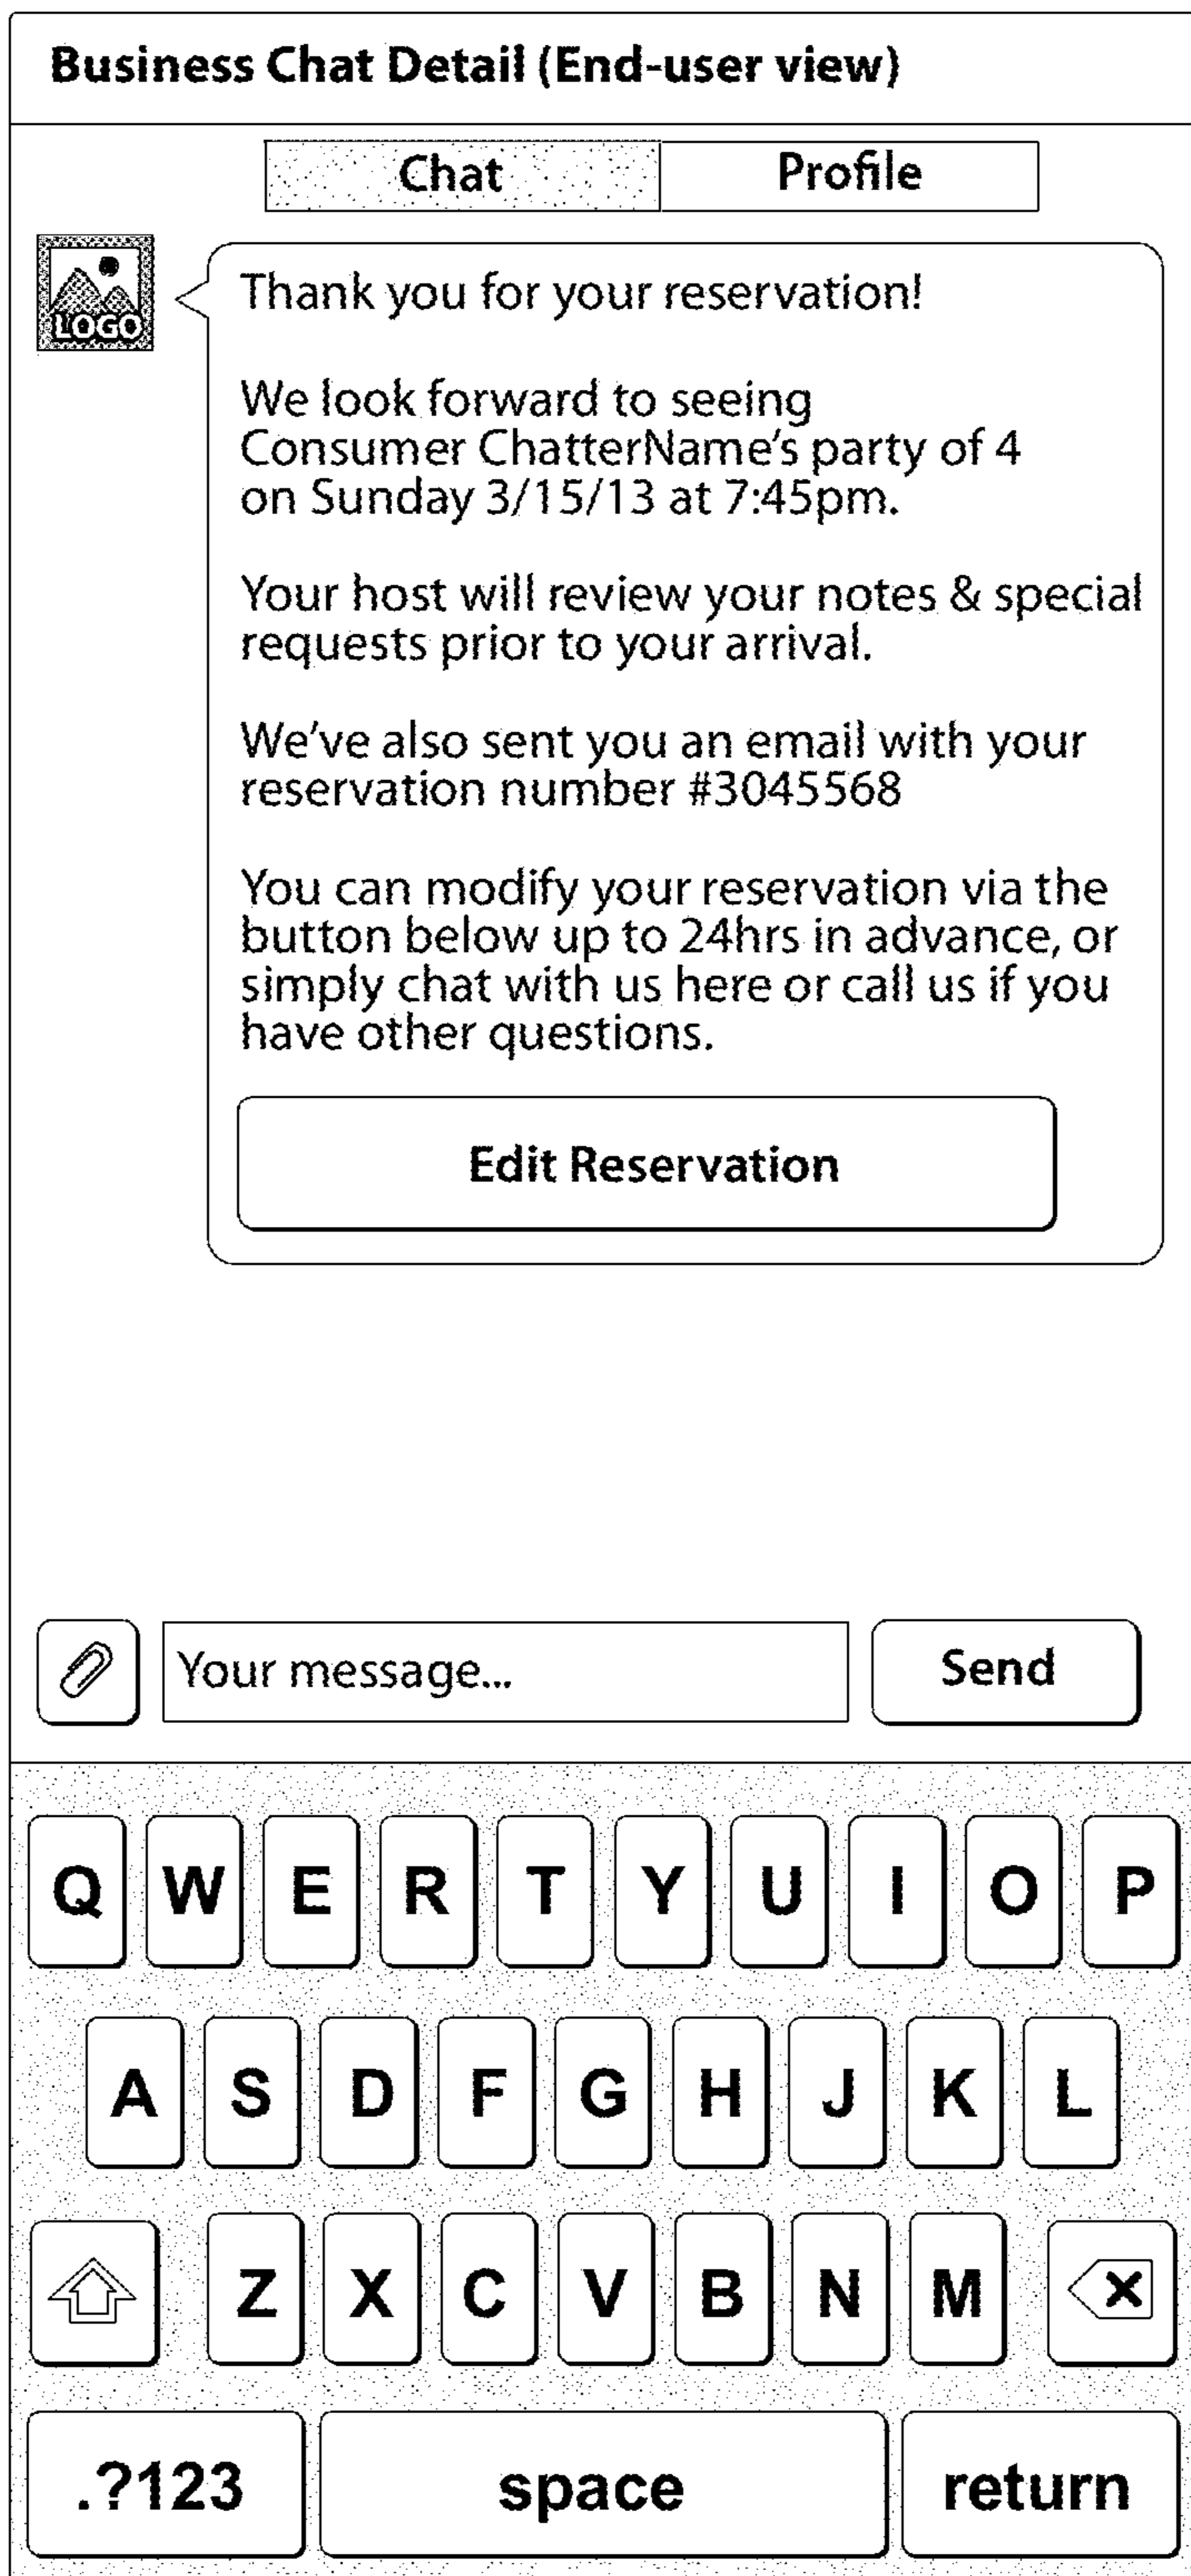 Business Chat Detail (End-user view)
Chat Profile
LOGO
Thank you for your reservation!
We look forward to seeing
Consumer ChatterName’s party of 4
on Sunday 3/15/13 at 7:45pm.
Your host will review your notes & special
requests prior to your arrival.
We’ve also sent you an email with your
reservation number #3045568
You can modify your reservation via the
button below up to 24hrs in advance, or
simply chat with us here or call us if you
have other questions.
Edit Reservation
Your message... Send
Q W E R T Y U I O P
A S D F G H J K L
Z X C V B N M
.?123 space return